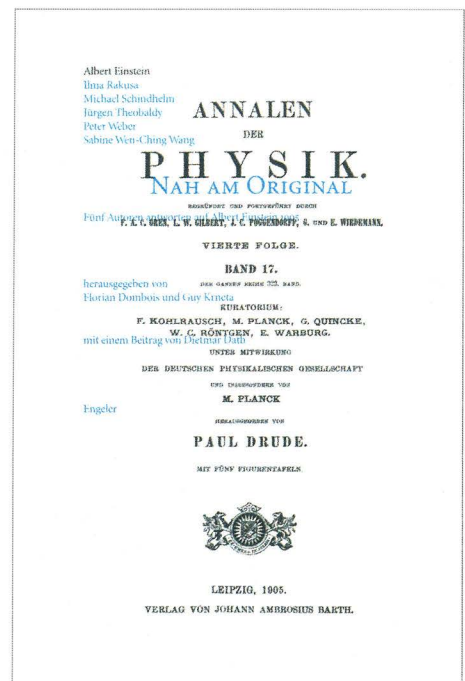 Albert Einstein
Ilma Rakusa
Michael Schindhelm
Jürgen Theobaldy
Peter Weber
Sabine Wen-Ching Wang
ANNALEN
DER
PHYSIK.
NAH AM ORIGINAL
BEGRÜNDET UND FORTGEFÜHRT DURCH
Fünf Autoren antworten auf Albert Einstein 1905
F. A. C. GREN, L. W. GILBERT, J. C. POGGENDORFF, G. UND E. WIEDEMANN.
VIERTE FOLGE.
BAND 17.
DER GANZEN REIHE 322. BAND.
herausgegeben von
Florian Dombois und Guy Krneta
KURATORIUM:
F. KOHLRAUSCH, M. PLANCK, G. QUINCKE,
W. C. RÖNTGEN, E. WARBURG.
mit einem Beitrag von Dietmar Dath
UNTER MITWIRKUNG
DER DEUTSCHEN PHYSIKALISCHEN GESELLSCHAFT
UND INSBESONDERE VON
M. PLANCK
Engeler
HERAUSGEGEBEN VON
PAUL DRUDE.
MIT FÜNF FIGURENTAFELN.
LEIPZIG, 1905.
VERLAG VON JOHANN AMBROSIUS BARTH.